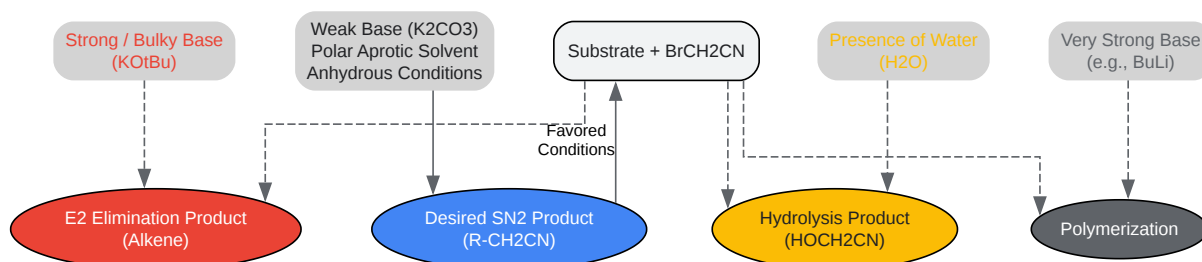 Strong / Bulky Base
(KOtBu)
Weak Base (K2CO3)
Polar Aprotic Solvent
Anhydrous Conditions
Substrate + BrCH2CN
Presence of Water
(H2O)
Very Strong Base
(e.g., BuLi)
Favored
Conditions
E2 Elimination Product
(Alkene)
Desired SN2 Product
(R-CH2CN)
Hydrolysis Product
(HOCH2CN)
Polymerization